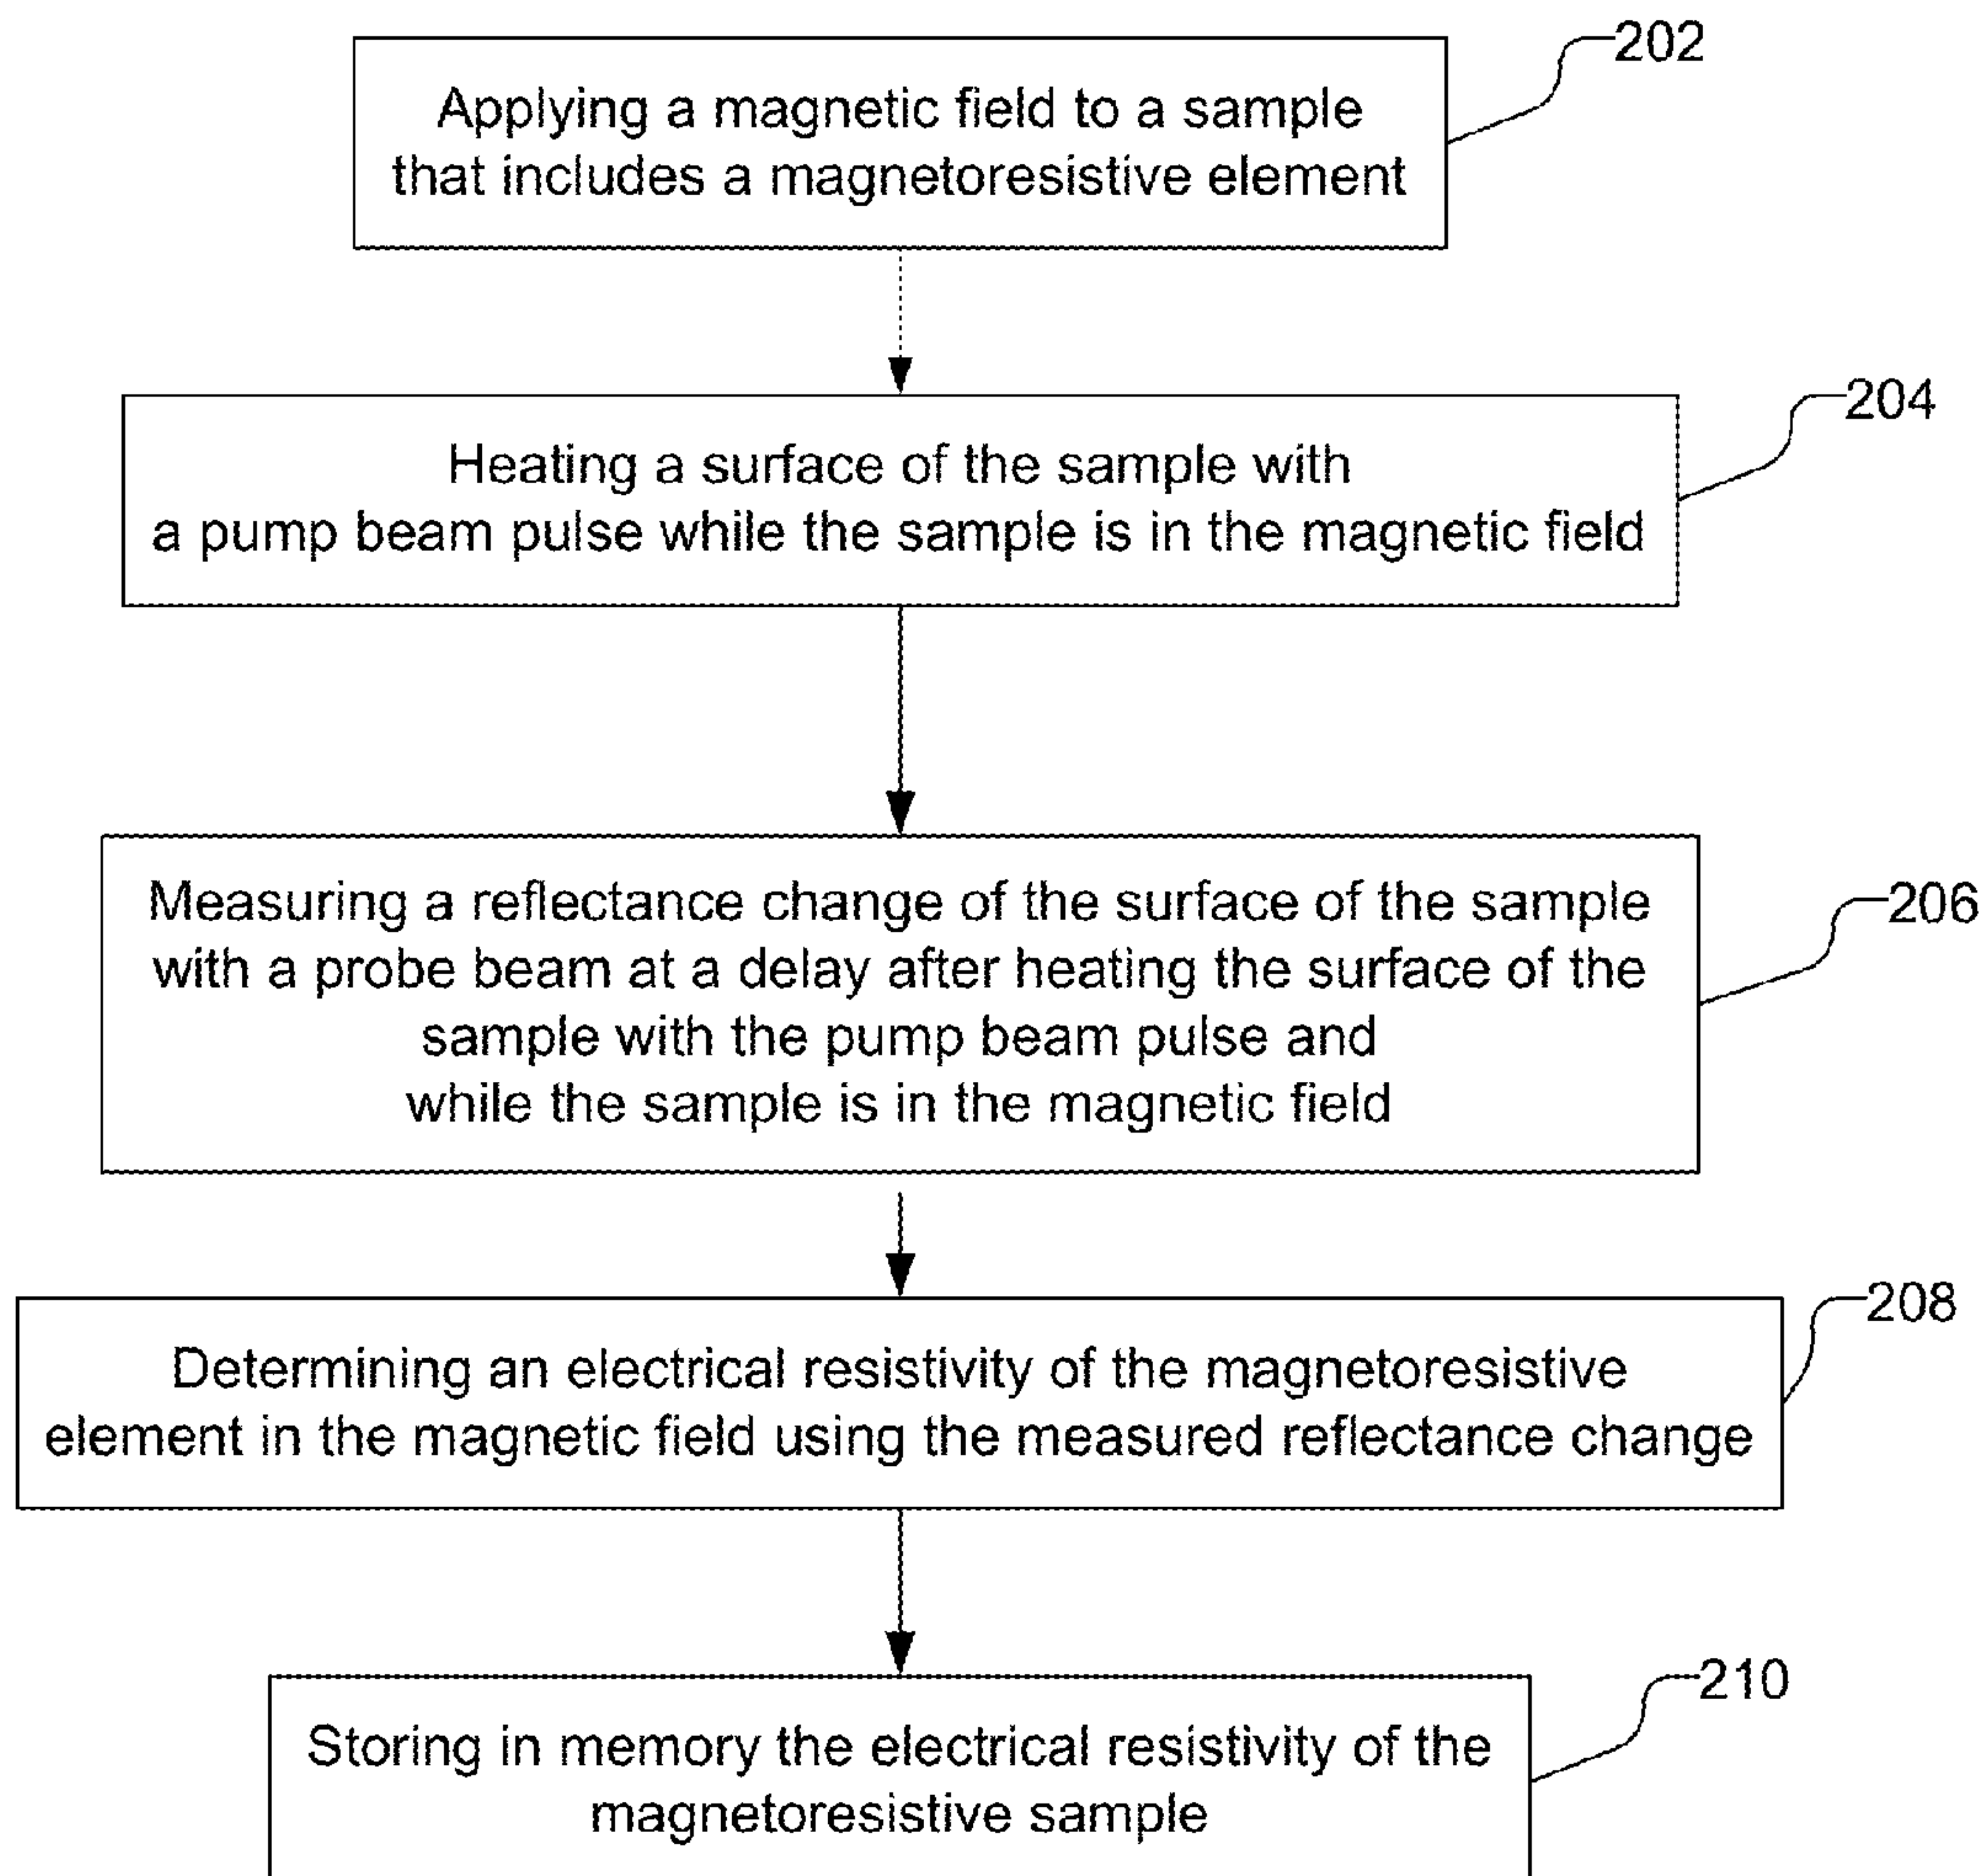 202
Applying a magnetic field to a sample
that includes a magnetoresistive element
204
Heating a surface of the sample with
a pump beam pulse while the sample is in the magnetic field
206
Measuring a reflectance change of the surface of the sample
with a probe beam at a delay after heating the surface of the
sample with the pump beam pulse and
while the sample is in the magnetic field
208
Determining an electrical resistivity of the magnetoresistive
element in the magnetic field using the measured reflectance change
210
Storing in memory the electrical resistivity of the
magnetoresistive sample